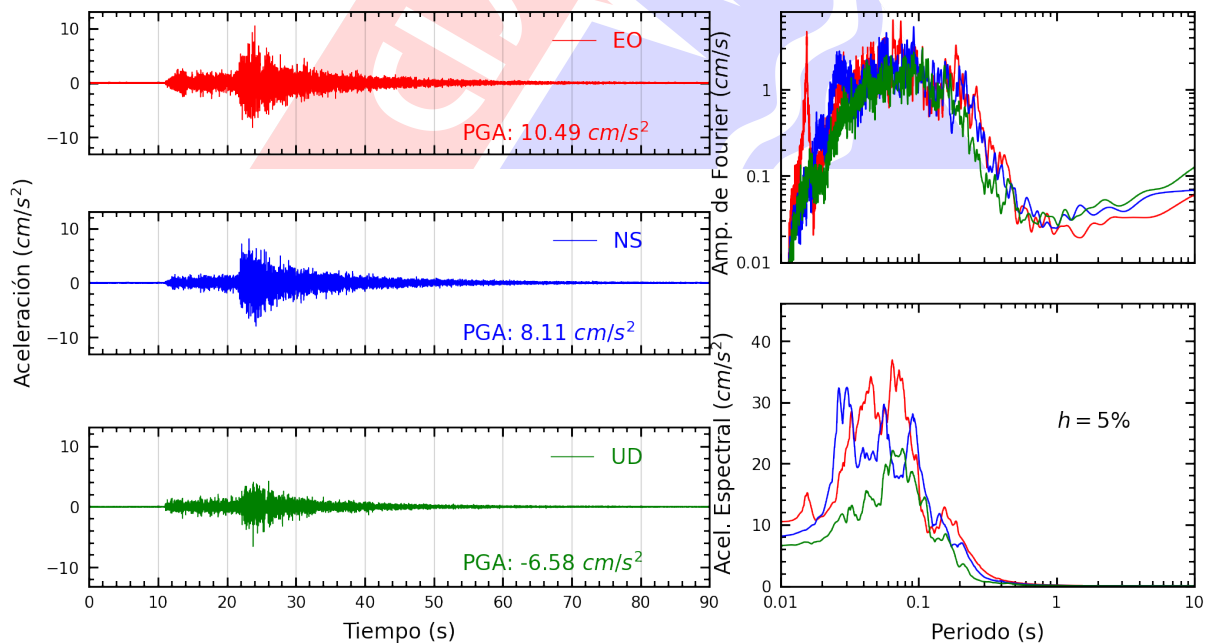 10
0
−10
EO
PGA: 10.49 cm/s²
10
0
−10
NS
PGA: 8.11 cm/s²
10
0
−10
UD
PGA: -6.58 cm/s²
0 10 20 30 40 50 60 70 80 90
Tiempo (s)
Aceleración (cm/s²)
Amp. de Fourier (cm/s)
1
0.1
0.01
Acel. Espectral (cm/s²)
40
30
20
10
0
h = 5%
0.01 0.1 1 10
Periodo (s)